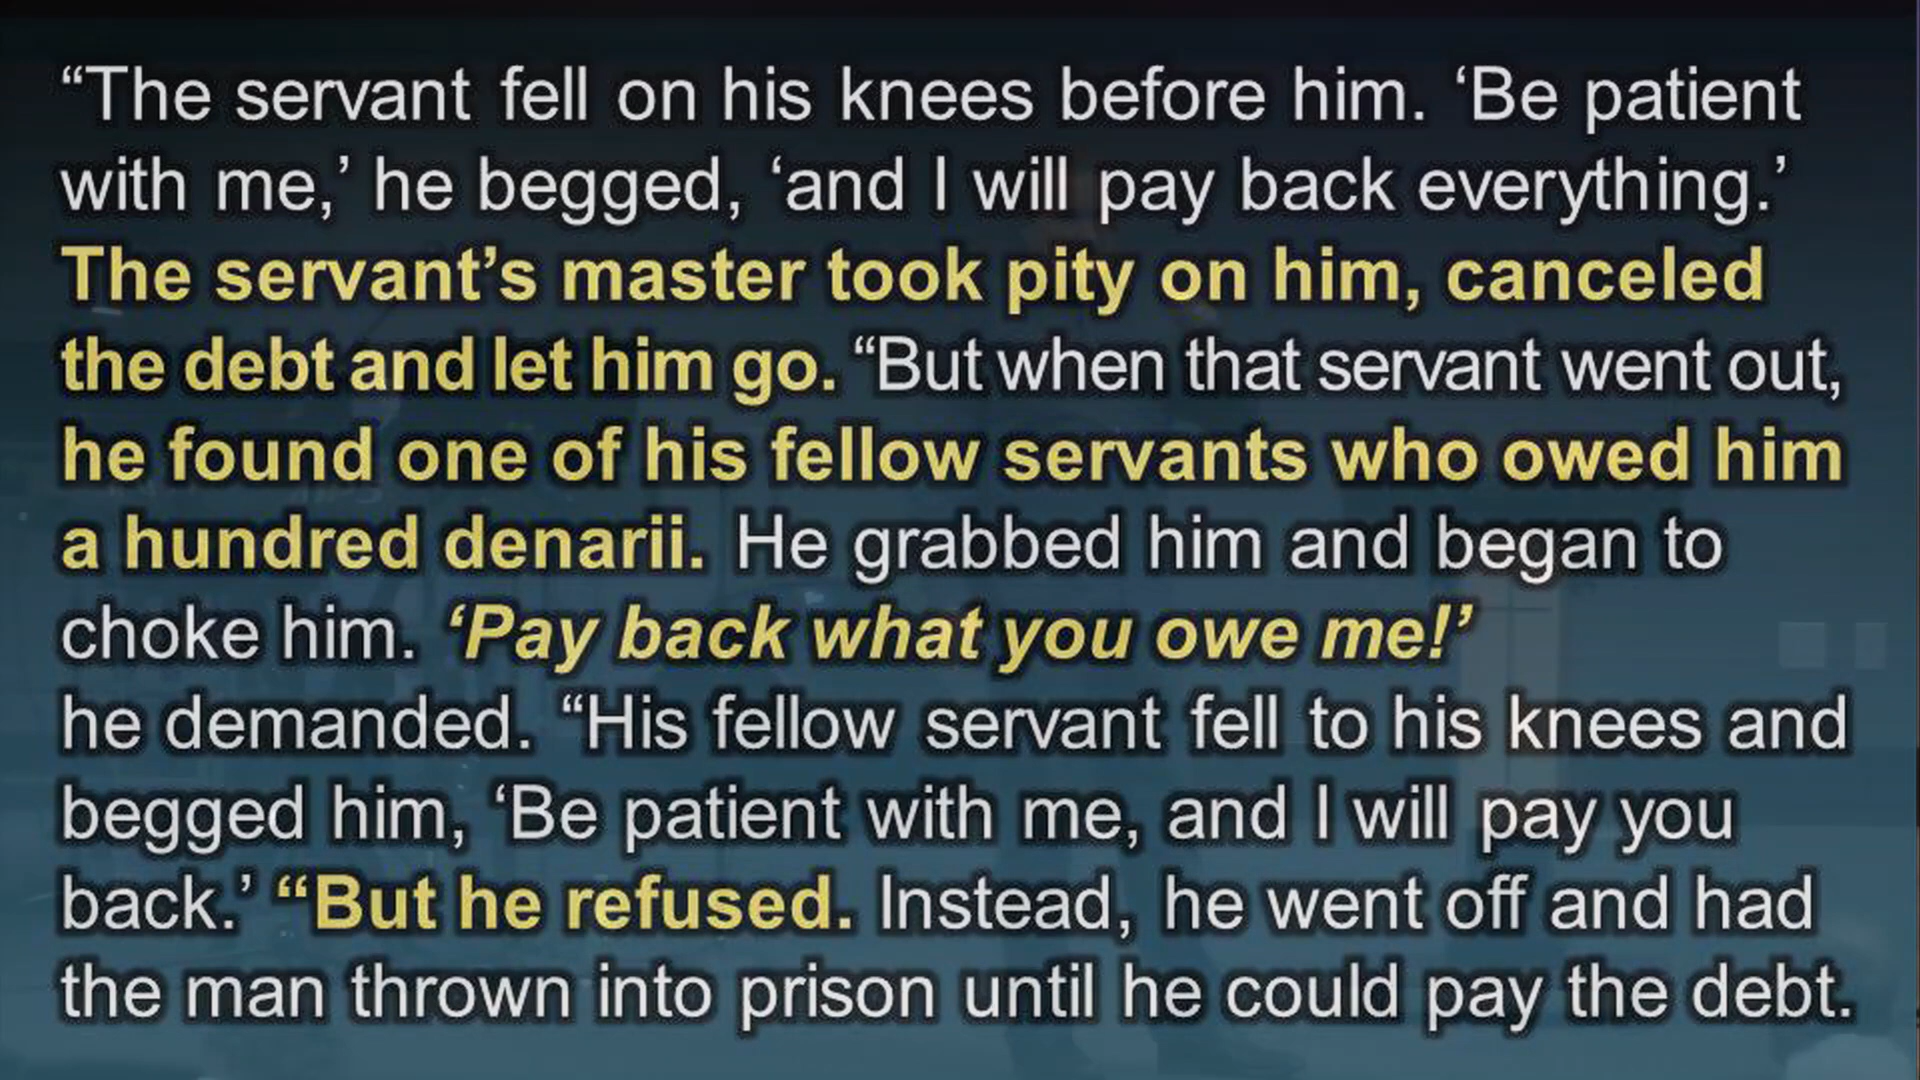 “The servant fell on his knees before him. ‘Be patient
with me,’ he begged, ‘and I will pay back everything.’
The servant’s master took pity on him, canceled
the debt and let him go. “But when that servant went out,
he found one of his fellow servants who owed him
a hundred denarii. He grabbed him and began to
choke him. ‘Pay back what you owe me!’
he demanded. “His fellow servant fell to his knees and
begged him, ‘Be patient with me, and I will pay you
back.’ “But he refused. Instead, he went off and had
the man thrown into prison until he could pay the debt.